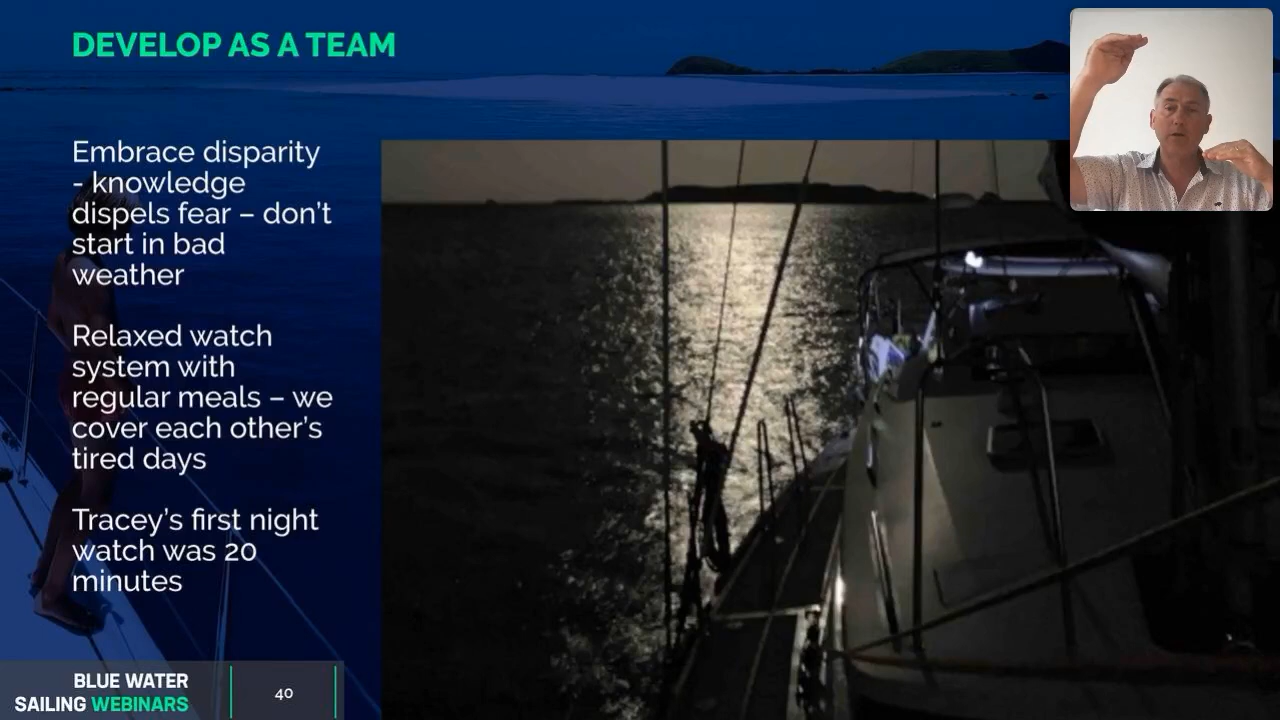 DEVELOP AS A TEAM
Embrace disparity
- knowledge
dispels fear – don’t
start in bad
weather
Relaxed watch
system with
regular meals – we
cover each other’s
tired days
Tracey’s first night
watch was 20
minutes
BLUE WATER
SAILING WEBINARS
40